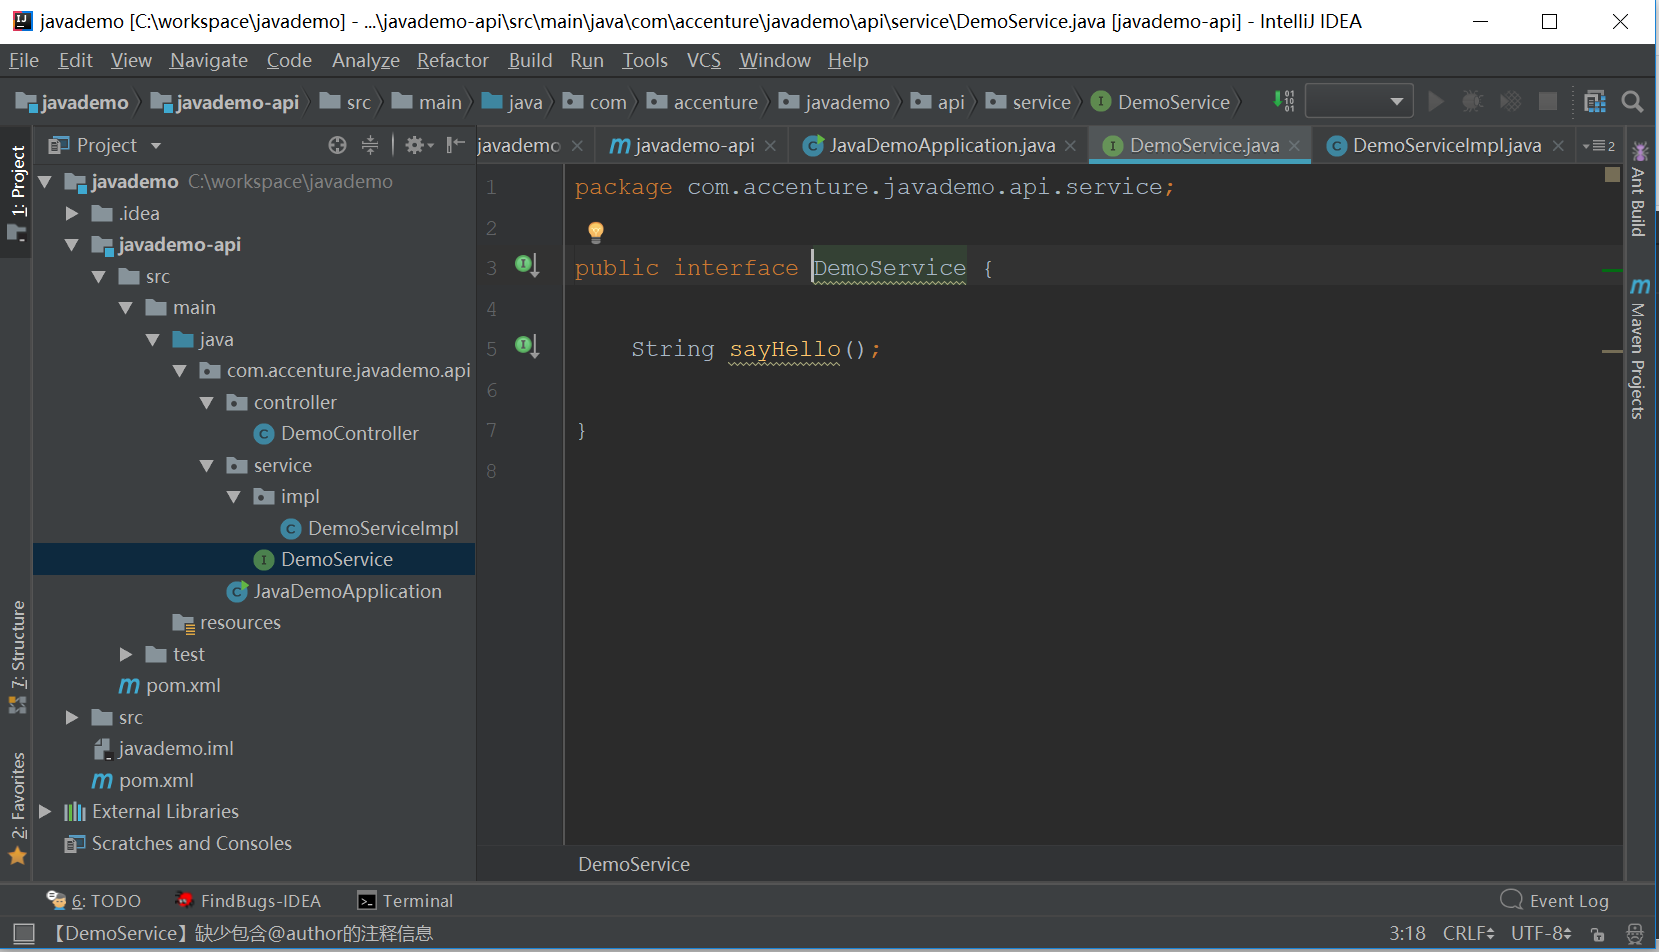 javademo [C:\workspace\javademo] - ...\javademo-api\src\main\java\com\accenture\javademo\api\service\DemoService.java [javademo-api] - IntelliJ IDEA
File Edit View Navigate Code Analyze Refactor Build Run Tools VCS Window Help
javademo javademo-api src main java com accenture javademo api service DemoService
Project
javademo javademo-api JavaDemoApplication.java DemoService.java DemoServiceImpl.java 2
1: Project
7: Structure
2: Favorites
javademo C:\workspace\javademo
.idea
javademo-api
src
main
java
com.accenture.javademo.api
controller
DemoController
service
impl
DemoServiceImpl
DemoService
JavaDemoApplication
resources
test
pom.xml
src
javademo.iml
pom.xml
External Libraries
Scratches and Consoles
1 package com.accenture.javademo.api.service;
2
3 public interface DemoService {
4
5 String sayHello();
6
7 }
8
DemoService
Ant Build
Maven Projects
6: TODO FindBugs-IDEA Terminal Event Log
【DemoService】缺少包含@author的注释信息 3:18 CRLF UTF-8